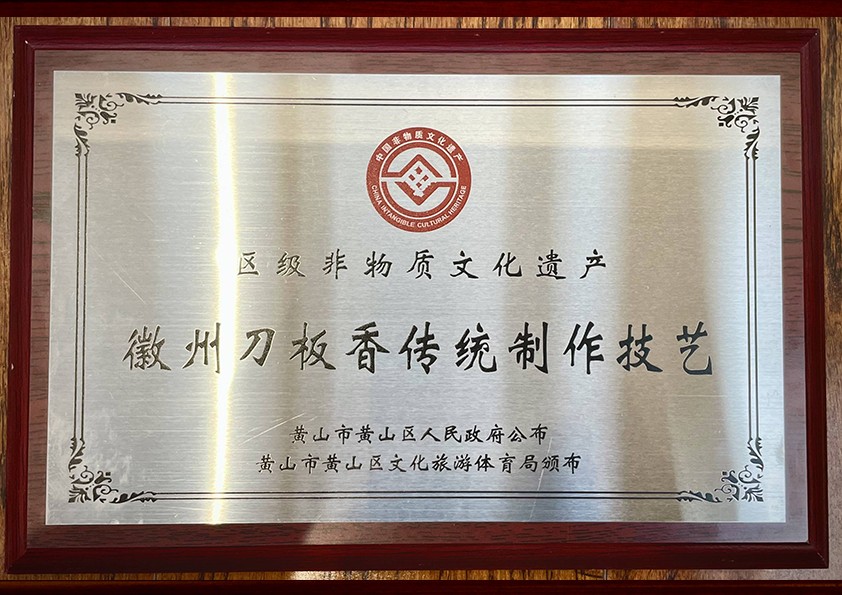 中国非物质文化遗产
CHINA INTANGIBLE CULTURAL HERITAGE
区级非物质文化遗产
徽州刀板香传统制作技艺
黄山市黄山区人民政府公布
黄山市黄山区文化旅游体育局颁布